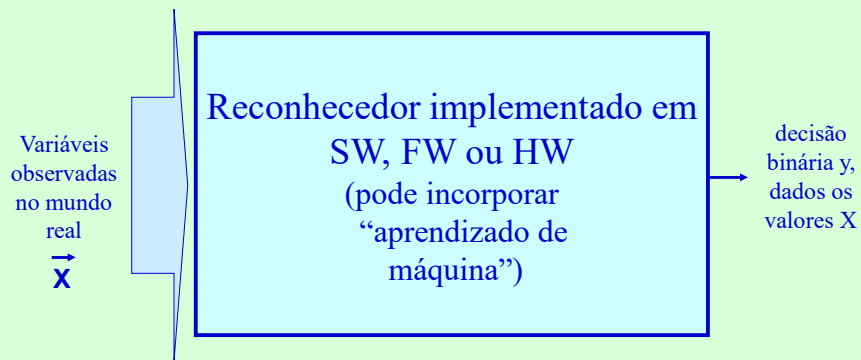 Variáveis
observadas
no mundo
real
X
Reconhecedor implementado em
SW, FW ou HW
(pode incorporar
“aprendizado de
máquina”)
decisão
binária y,
dados os
valores X